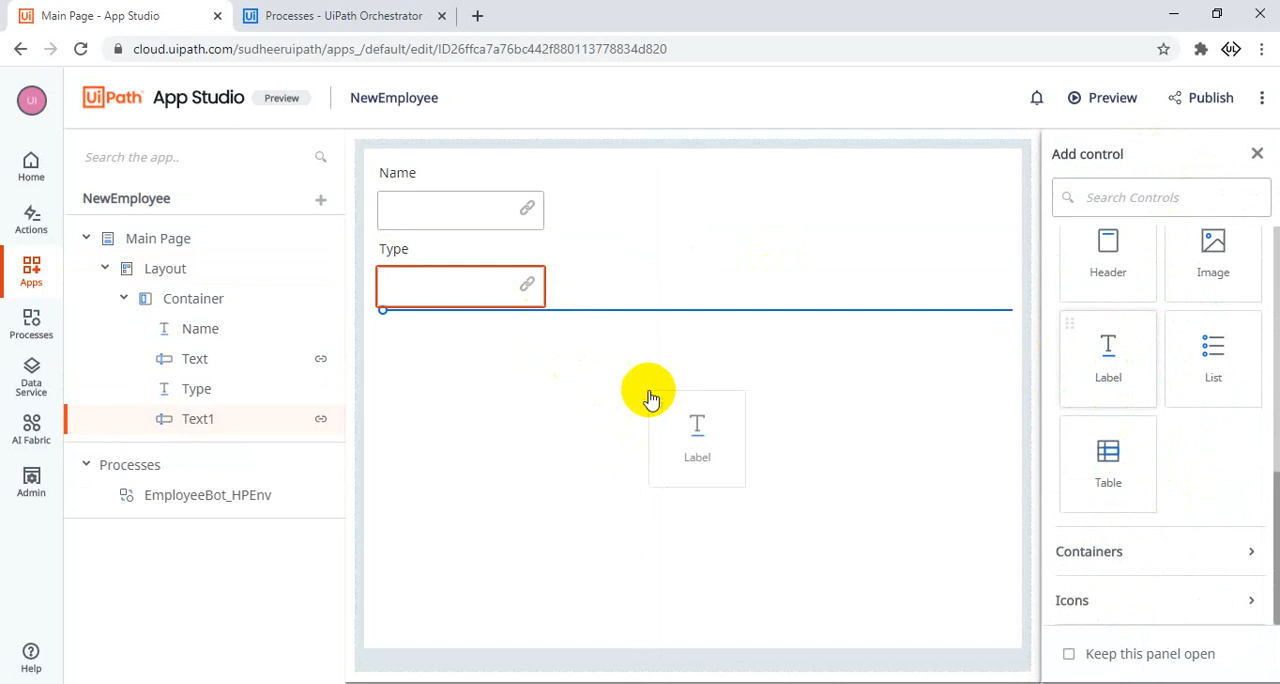 Main Page - App Studio
Processes - UiPath Orchestrator
cloud.uipath.com/sudheeruipath/apps_/default/edit/ID26ffca7a76bc442f880113778834d820
UI
UiPath App Studio Preview
NewEmployee
Preview
Publish
Home
Actions
Apps
Processes
Data Service
AI Fabric
Admin
Help
Search the app..
NewEmployee
Main Page
Layout
Container
Name
Text
Type
Text1
Processes
EmployeeBot_HPEnv
Name
Type
Label
Add control
Search Controls
Header
Image
Label
List
Table
Containers
Icons
Keep this panel open